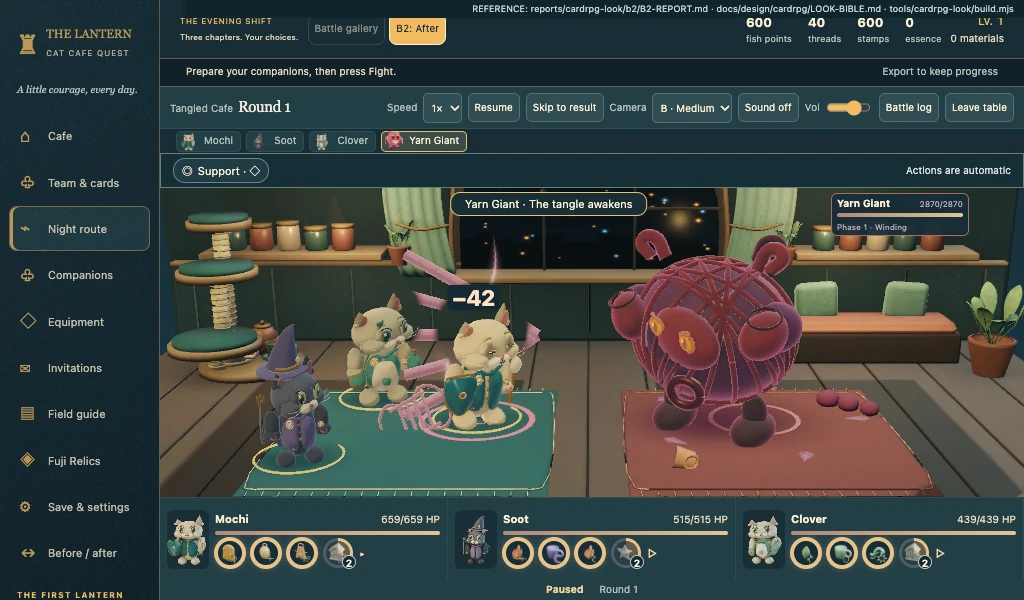 REFERENCE: reports/cardrpg-look/b2/B2-REPORT.md · docs/design/cardrpg/LOOK-BIBLE.md · tools/cardrpg-look/build.mjs
THE LANTERN
CAT CAFE QUEST
A little courage, every day.
Cafe
Team & cards
Night route
Companions
Equipment
Invitations
Field guide
Fuji Relics
Save & settings
Before / after
THE FIRST LANTERN
THE EVENING SHIFT
Three chapters. Your choices.
Battle gallery
B2: After
600 fish points
40 threads
600 stamps
0 essence
LV. 1
0 materials
Prepare your companions, then press Fight.
Export to keep progress
Tangled Cafe Round 1
Speed 1x Resume Skip to result Camera B · Medium Sound off Vol Battle log Leave table
Mochi Soot Clover Yarn Giant
Support ·
Actions are automatic
Yarn Giant · The tangle awakens
Yarn Giant 2870/2870
Phase 1 · Winding
−42
Mochi 659/659 HP
2
Soot 515/515 HP
2
Clover 439/439 HP
2
Paused Round 1